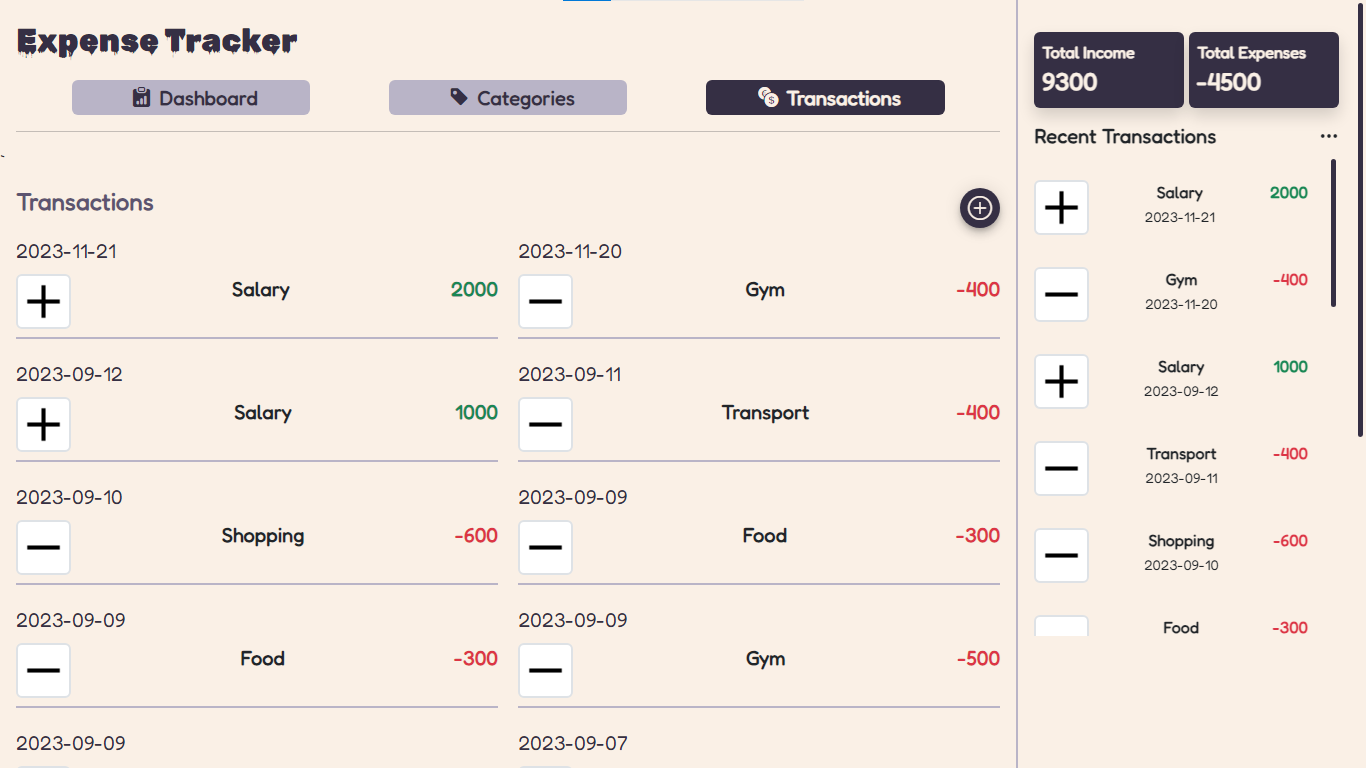 Expense Tracker
Dashboard
Categories
Transactions
`
Transactions
2023-11-21
Salary 2000
2023-11-20
Gym -400
2023-09-12
Salary 1000
2023-09-11
Transport -400
2023-09-10
Shopping -600
2023-09-09
Food -300
2023-09-09
Food -300
2023-09-09
Gym -500
2023-09-09
2023-09-07
Total Income
9300
Total Expenses
-4500
Recent Transactions ...
Salary 2000
2023-11-21
Gym -400
2023-11-20
Salary 1000
2023-09-12
Transport -400
2023-09-11
Shopping -600
2023-09-10
Food -300